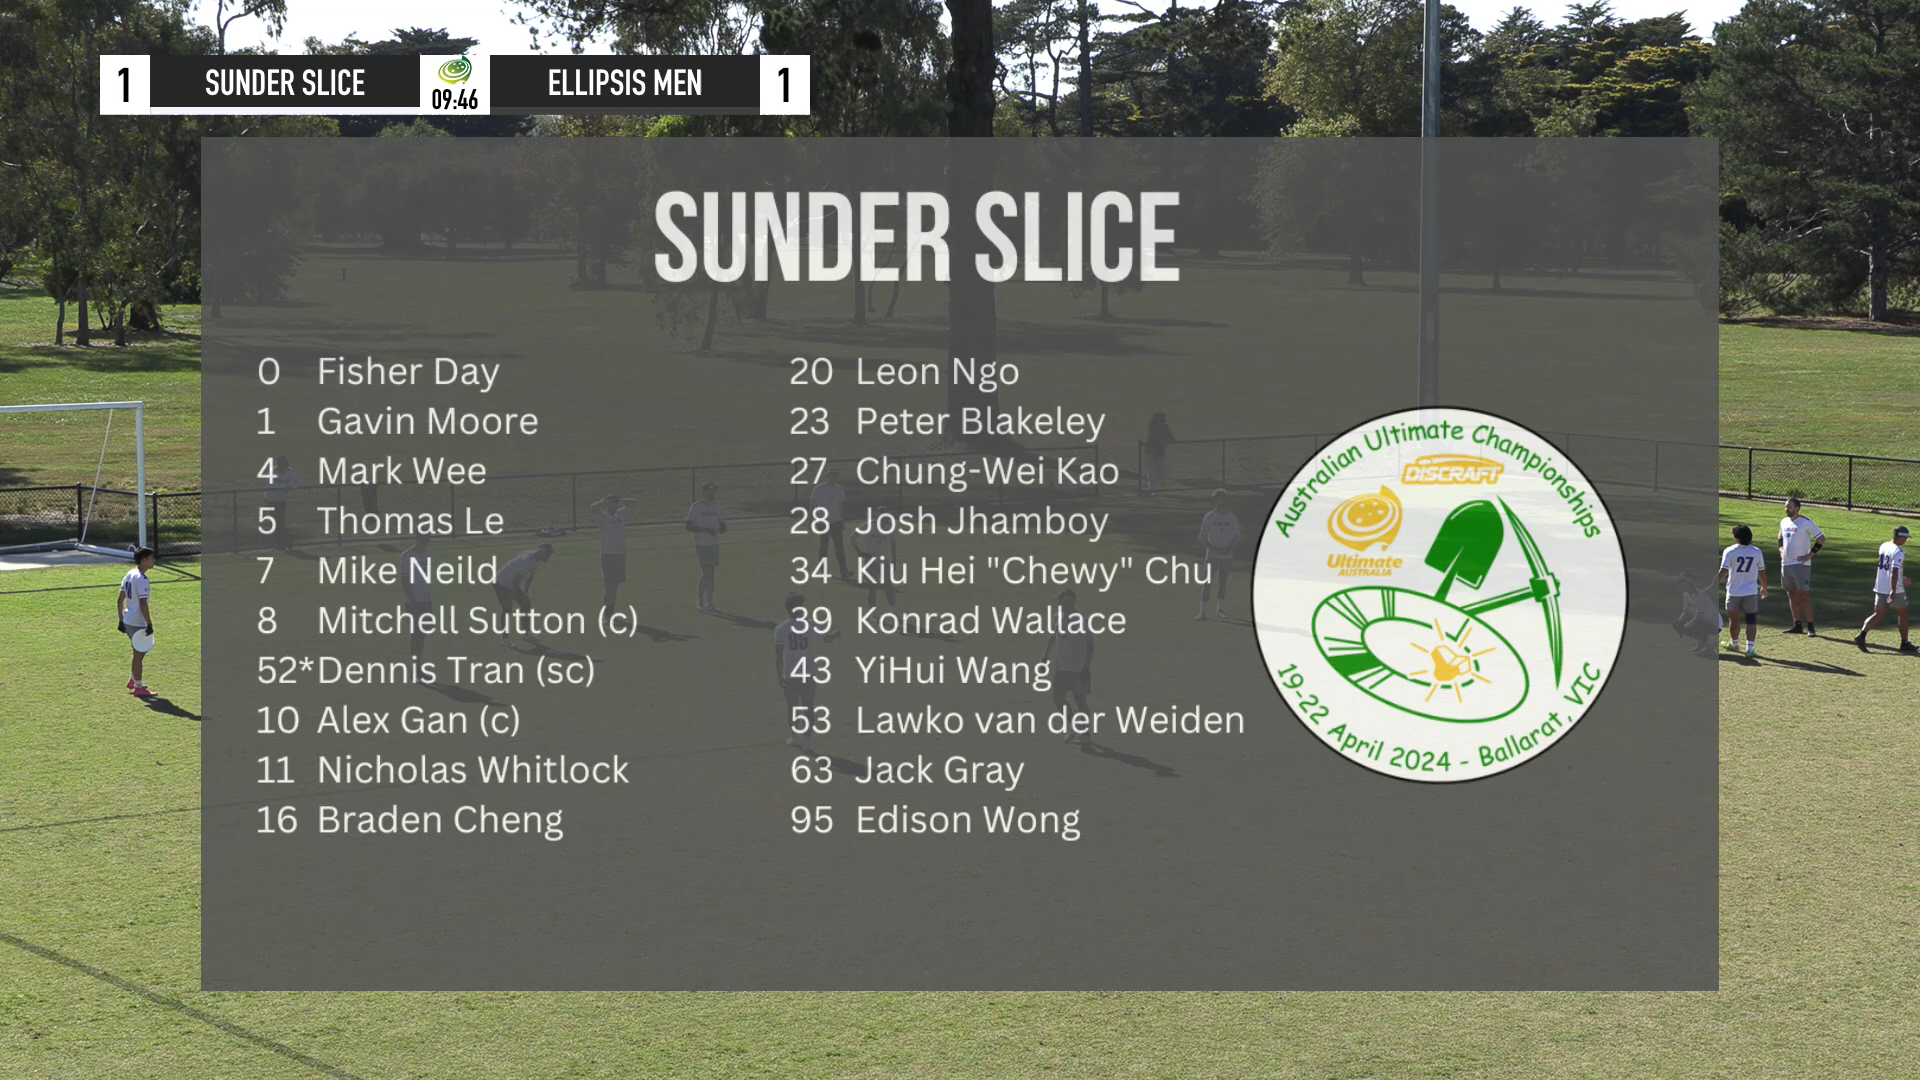 1 SUNDER SLICE 09:46 ELLIPSIS MEN 1
SUNDER SLICE
0 Fisher Day
1 Gavin Moore
4 Mark Wee
5 Thomas Le
7 Mike Neild
8 Mitchell Sutton (c)
52*Dennis Tran (sc)
10 Alex Gan (c)
11 Nicholas Whitlock
16 Braden Cheng
20 Leon Ngo
23 Peter Blakeley
27 Chung-Wei Kao
28 Josh Jhamboy
34 Kiu Hei "Chewy" Chu
39 Konrad Wallace
43 YiHui Wang
53 Lawko van der Weiden
63 Jack Gray
95 Edison Wong
Australian Ultimate Championships
DISCRAFT
Ultimate
AUSTRALIA
19-22 April 2024 - Ballarat, VIC
27